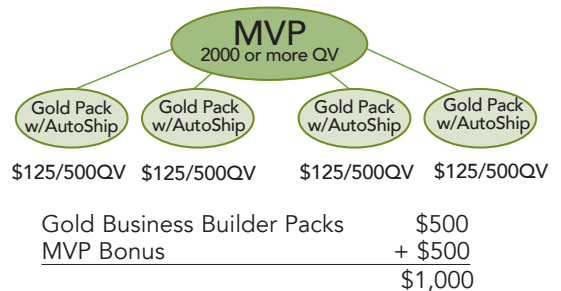 MVP
2000 or more QV
Gold Pack Gold Pack Gold Pack Gold Pack
w/AutoShip w/AutoShip w/AutoShip w/AutoShip
$125/500QV $125/500QV $125/500QV $125/500QV
Gold Business Builder Packs $500
MVP Bonus + $500
$1,000